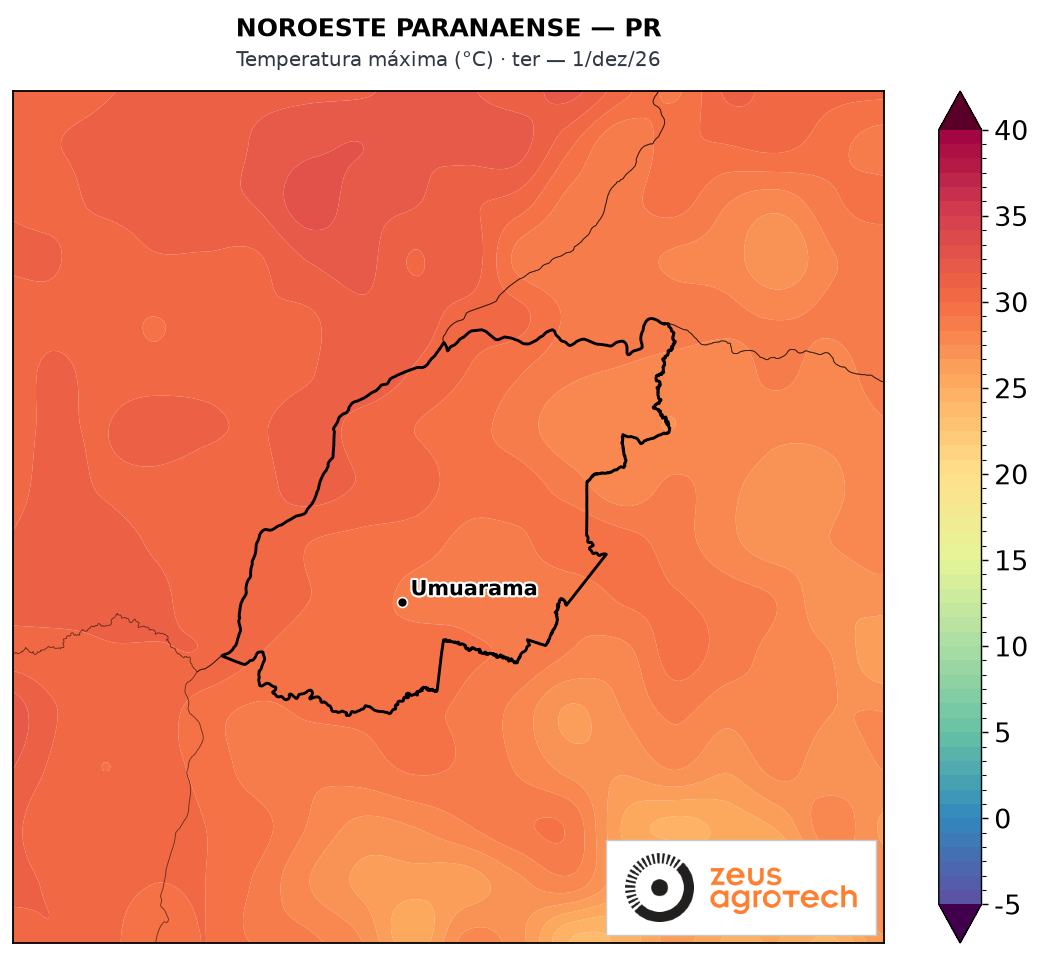 NOROESTE PARANAENSE — PR
Temperatura máxima (°C) · ter — 1/dez/26
40
35
30
25
20
15
10
5
0
-5
Umuarama
zeus
agrotech